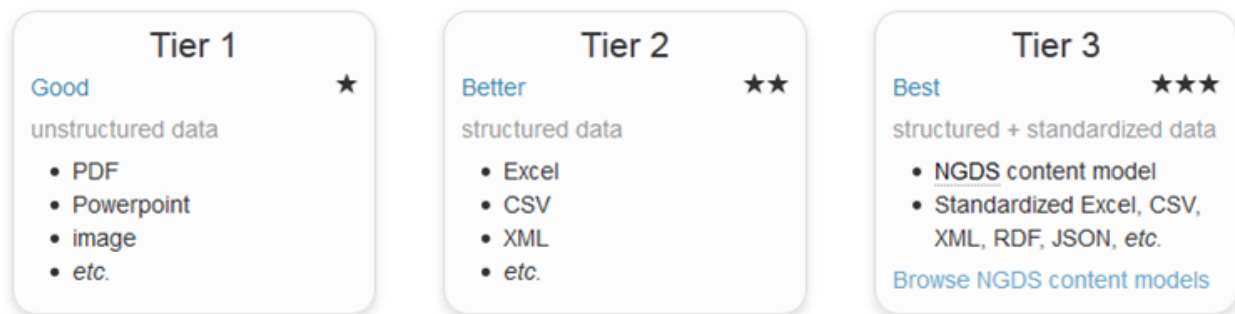 Tier 1
Good ★
unstructured data
• PDF
• Powerpoint
• image
• etc.
Tier 2
Better ★★
structured data
• Excel
• CSV
• XML
• etc.
Tier 3
Best ★★★
structured + standardized data
• NGDS content model
• Standardized Excel, CSV,
XML, RDF, JSON, etc.
Browse NGDS content models